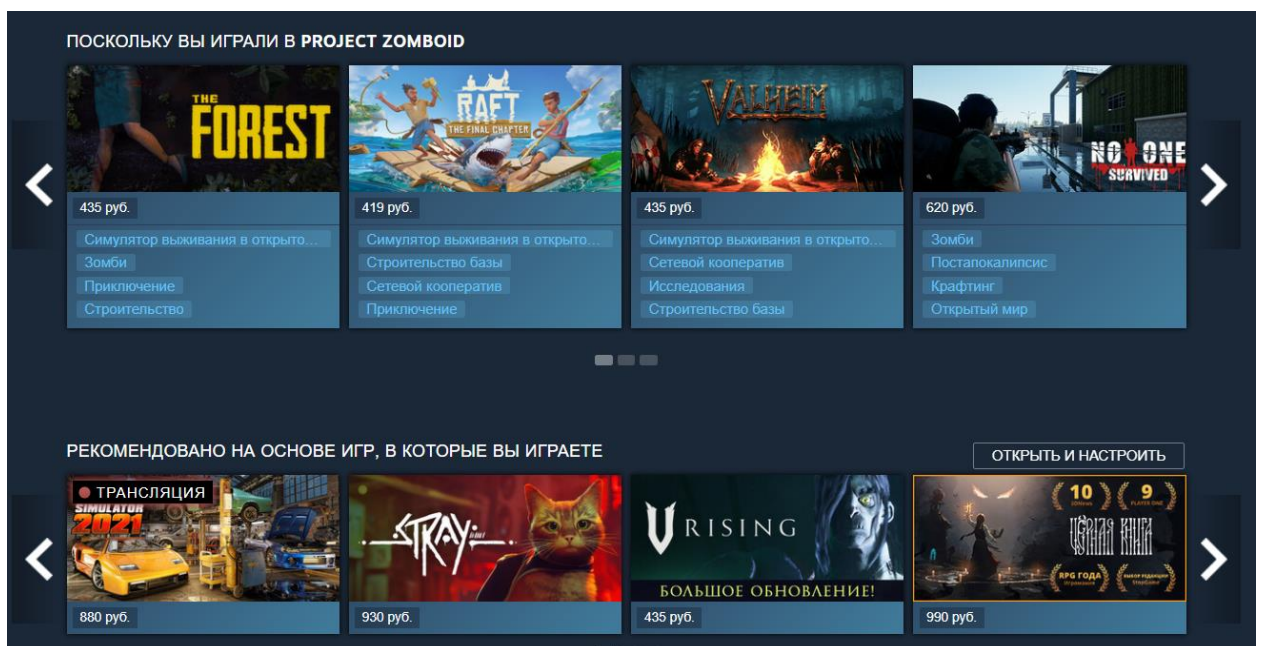 ПОСКОЛЬКУ ВЫ ИГРАЛИ В PROJECT ZOMBOID
THE
FOREST
RAFT
THE FINAL CHAPTER
VALHEIM
NO ONE
SURVIVED
435 руб.
419 руб.
435 руб.
620 руб.
Симулятор выживания в открыто...
Зомби
Приключение
Строительство
Симулятор выживания в открыто...
Строительство базы
Сетевой кооператив
Приключение
Симулятор выживания в открыто...
Сетевой кооператив
Исследования
Строительство базы
Зомби
Постапокалипсис
Крафтинг
Открытый мир
РЕКОМЕНДОВАНО НА ОСНОВЕ ИГР, В КОТОРЫЕ ВЫ ИГРАЕТЕ
ОТКРЫТЬ И НАСТРОИТЬ
ТРАНСЛЯЦИЯ
SIMULATOR
2021
STRAY
V RISING
БОЛЬШОЕ ОБНОВЛЕНИЕ!
10
9
PLAYER ONE
ЧЁРНАЯ КНИГА
RPG ГОДА
880 руб.
930 руб.
435 руб.
990 руб.